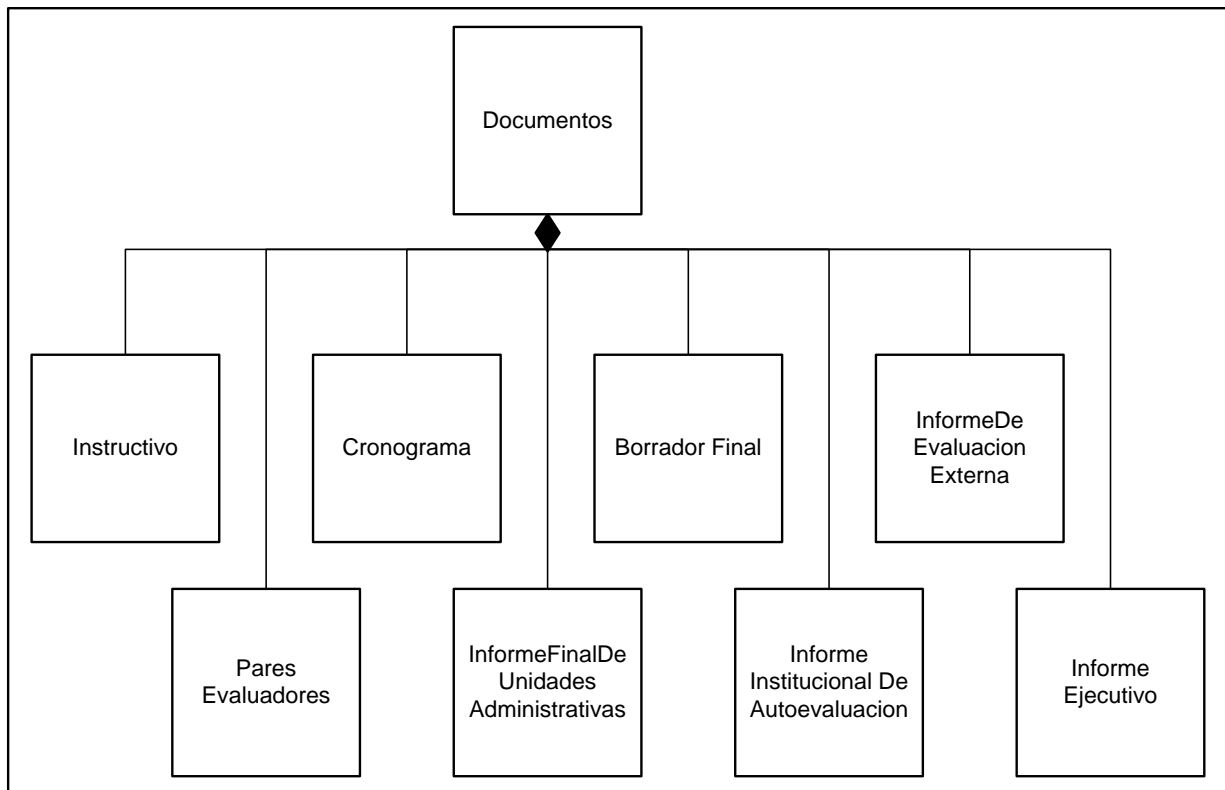 Documentos
Instructivo
Cronograma
Borrador Final
InformeDe
Evaluacion
Externa
Pares
Evaluadores
InformeFinalDe
Unidades
Administrativas
Informe
Institucional De
Autoevaluacion
Informe
Ejecutivo